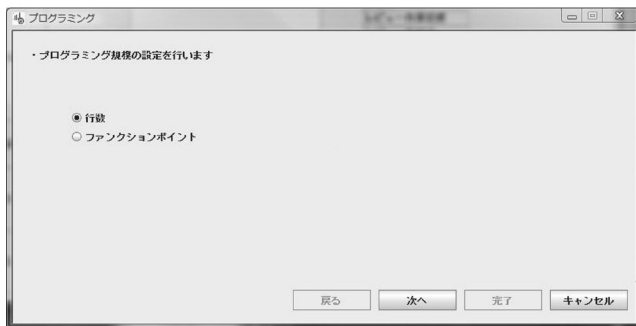 プログラミング
・プログラミング規模の設定を行います
行数
ファンクションポイント
戻る 次へ 完了 キャンセル